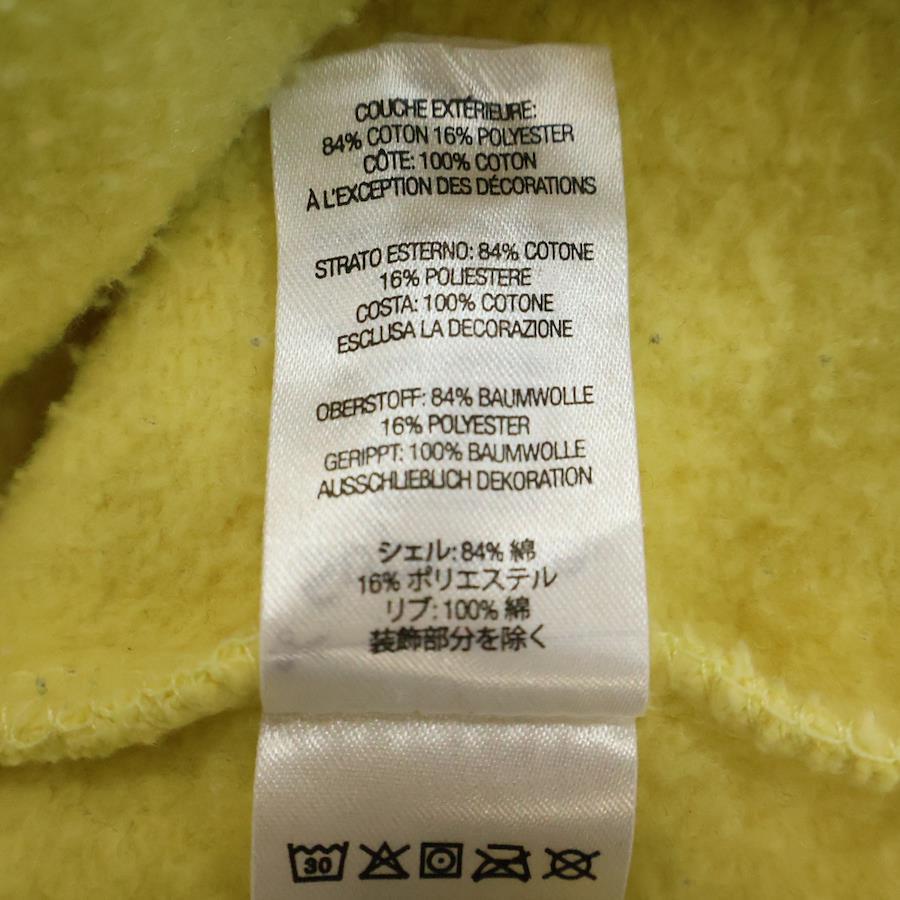 COUCHE EXTÉRIEURE:
84% COTON 16% POLYESTER
CÔTE: 100% COTON
À L'EXCEPTION DES DÉCORATIONS
STRATO ESTERNO: 84% COTONE
16% POLIESTERE
COSTA: 100% COTONE
ESCLUSA LA DECORAZIONE
OBERSTOFF: 84% BAUMWOLLE
16% POLYESTER
GERIPPT: 100% BAUMWOLLE
AUSSCHLIEßLICH DEKORATION
シェル: 84% 綿
16% ポリエステル
リブ: 100% 綿
装飾部分を除く
30